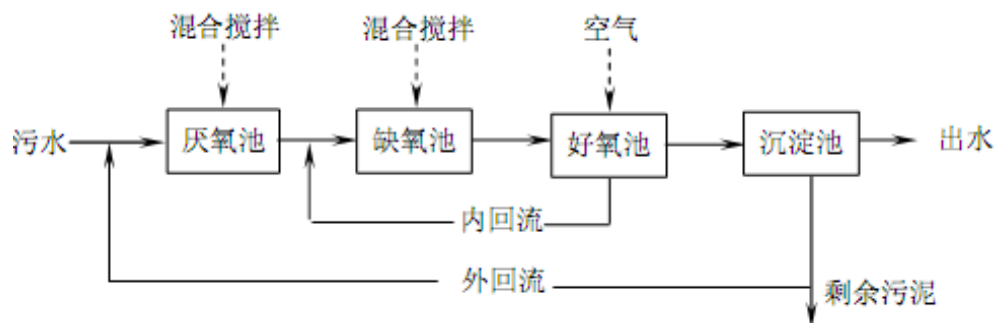 混合搅拌
混合搅拌
空气
污水
厌氧池
缺氧池
好氧池
沉淀池
出水
内回流
外回流
剩余污泥